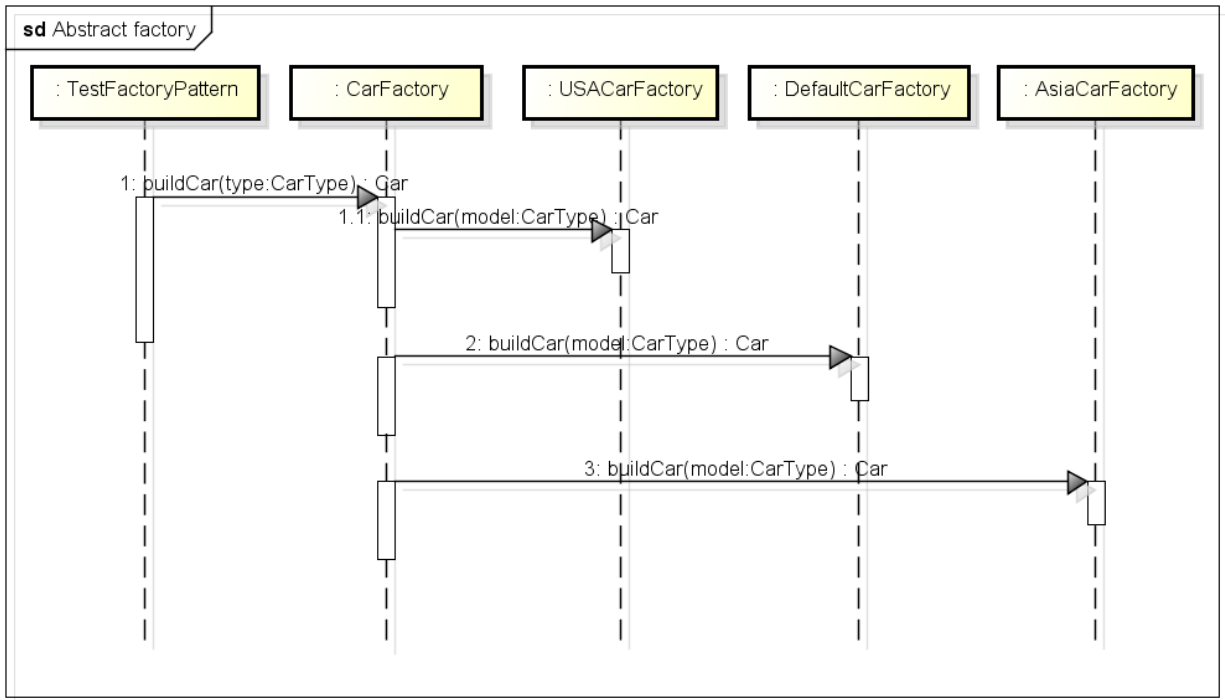 sd Abstract factory
: TestFactoryPattern
: CarFactory
: USACarFactory
: DefaultCarFactory
: AsiaCarFactory
1: buildCar(type:CarType) : Car
1.1: buildCar(model:CarType) : Car
2: buildCar(model:CarType) : Car
3: buildCar(model:CarType) : Car